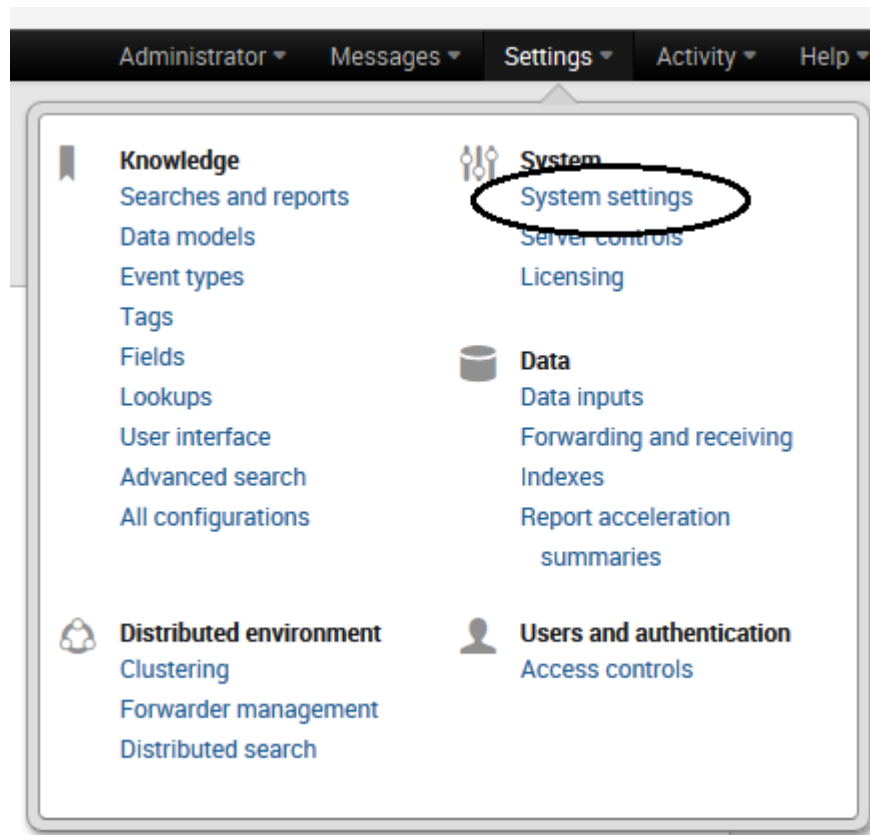 Administrator Messages Settings Activity Help
Knowledge
Searches and reports
Data models
Event types
Tags
Fields
Lookups
User interface
Advanced search
All configurations
System
System settings
Server controls
Licensing
Data
Data inputs
Forwarding and receiving
Indexes
Report acceleration
summaries
Distributed environment
Clustering
Forwarder management
Distributed search
Users and authentication
Access controls